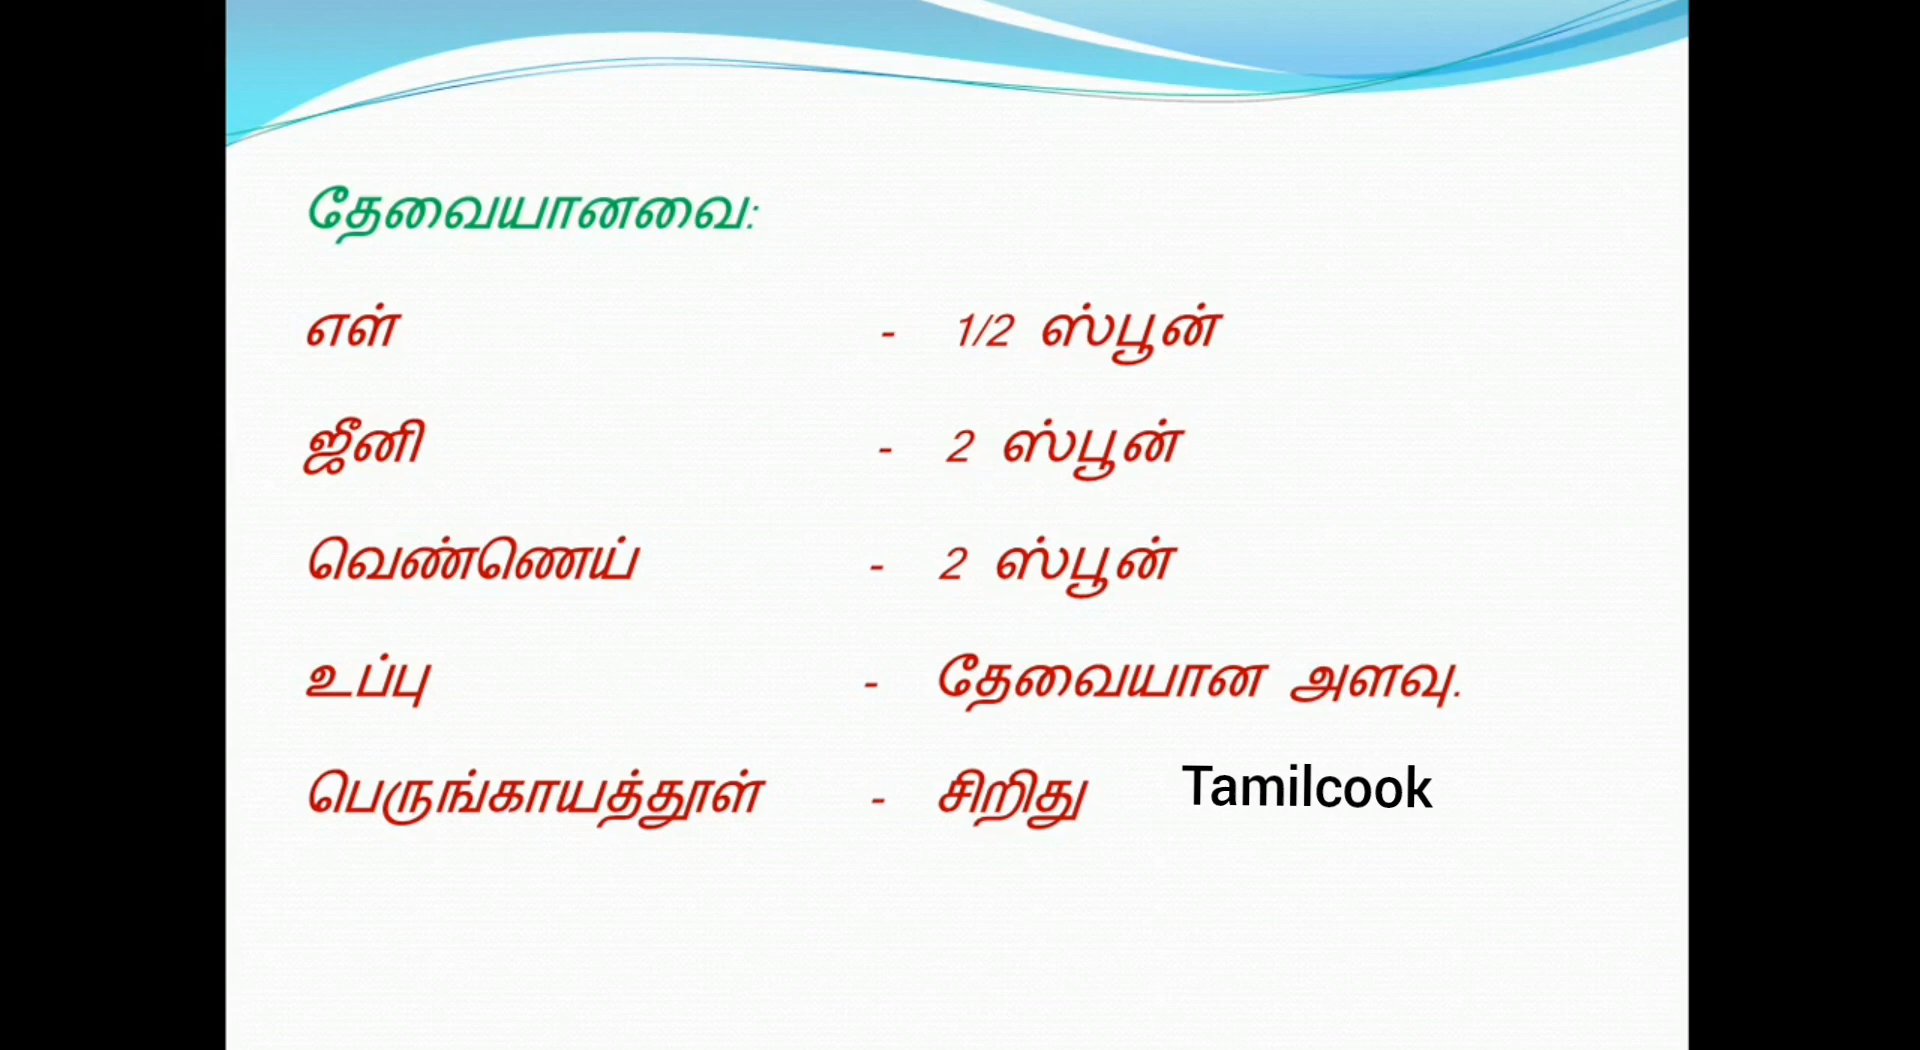 தேவையானவை:
எள் - 1/2 ஸ்பூன்
ஜீனி - 2 ஸ்பூன்
வெண்ணெய் - 2 ஸ்பூன்
உப்பு - தேவையான அளவு.
பெருங்காயத்தூள் - சிறிது Tamilcook